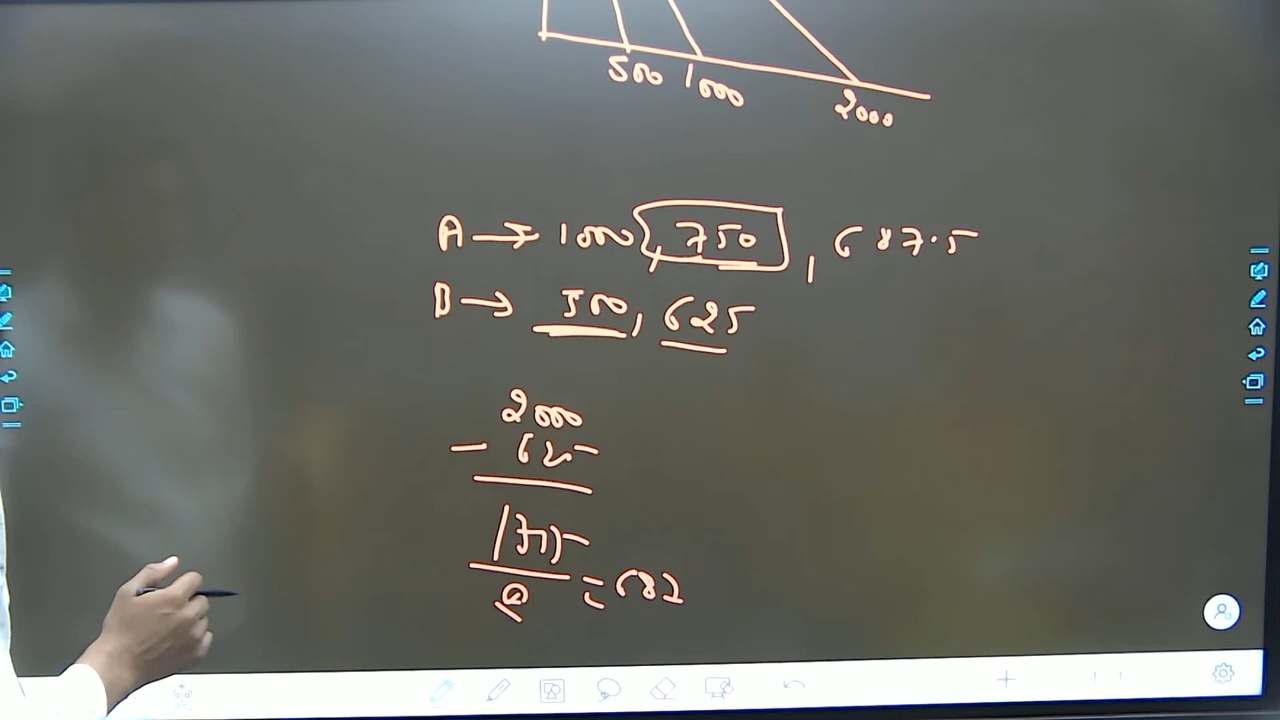 500 1000 2000
A → 1000, 750, 687.5
B → 500, 625
2000
- 625
1375
2 = 682